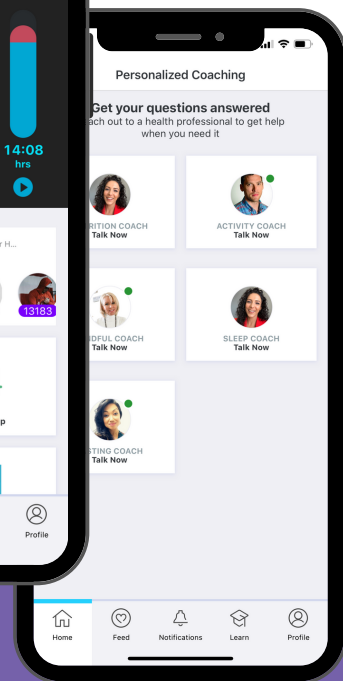 14:08
hrs
r H...
13183
p
Profile
Personalized Coaching
Get your questions answered
ach out to a health professional to get help
when you need it
RITION COACH
Talk Now
ACTIVITY COACH
Talk Now
DFUL COACH
Talk Now
SLEEP COACH
Talk Now
STING COACH
Talk Now
Home
Feed
Notifications
Learn
Profile